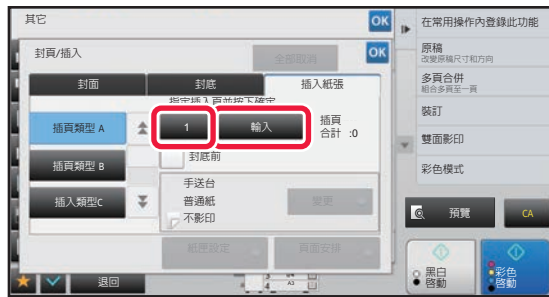 其它
OK
封頁/插入
全部取消
OK
封面
封底
插入紙張
指定插入頁並按下確定
插頁類型 A
1
輸入
插頁
合計 :0
插頁類型 B
封底前
插入類型C
手送台
普通紙
不影印
變更
紙匣設定
頁面安排
退回
在常用操作內登錄此功能
原稿
改變原稿尺寸和方向
多頁合併
組合多頁至一頁
裝訂
雙面影印
彩色模式
預覽
CA
黑白
啓動
彩色
啓動